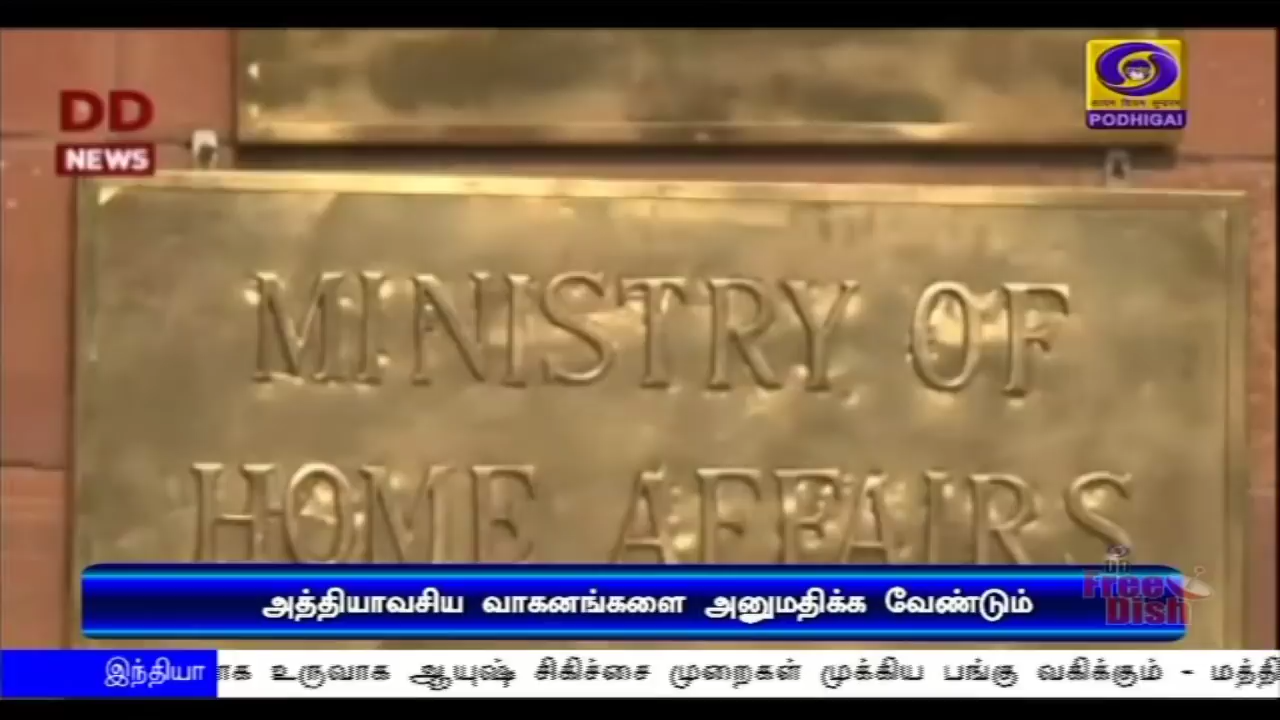 DD
NEWS
PODHIGAI
MINISTRY OF
HOME AFFAIRS
அத்தியாவசிய வாகனங்களை அனுமதிக்க வேண்டும்
Free
Dish
இந்தியா
உருவாக ஆயுஷ் சிகிச்சை முறைகள் முக்கிய பங்கு வகிக்கும் -